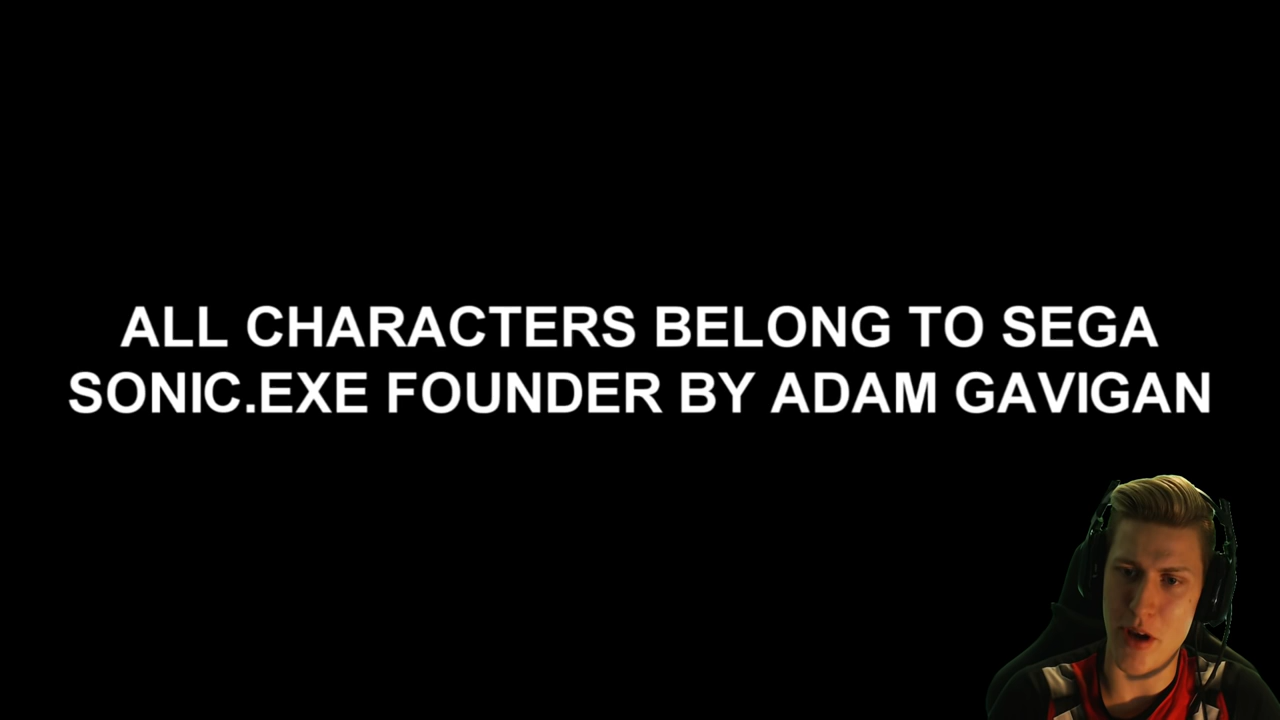 ALL CHARACTERS BELONG TO SEGA
SONIC.EXE FOUNDER BY ADAM GAVIGAN